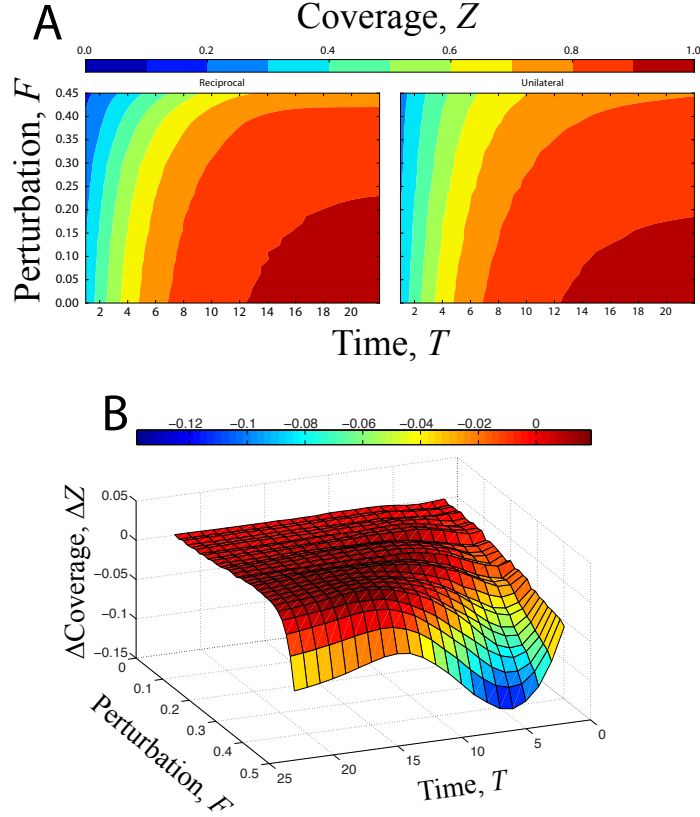 A
Coverage, Z
0.0 0.2 0.4 0.6 0.8 1.0
Reciprocal Unilateral
Perturbation, F
0.45
0.40
0.35
0.30
0.25
0.20
0.15
0.10
0.05
0.00
2 4 6 8 10 12 14 16 18 20
2 4 6 8 10 12 14 16 18 20
Time, T
B
−0.12 −0.1 −0.08 −0.06 −0.04 −0.02 0
ΔCoverage, ΔZ
0.05
0
−0.05
−0.1
−0.15
0
0.1
0.2
0.3
0.4
0.5
Perturbation, F
25 20 15 10 5 0
Time, T